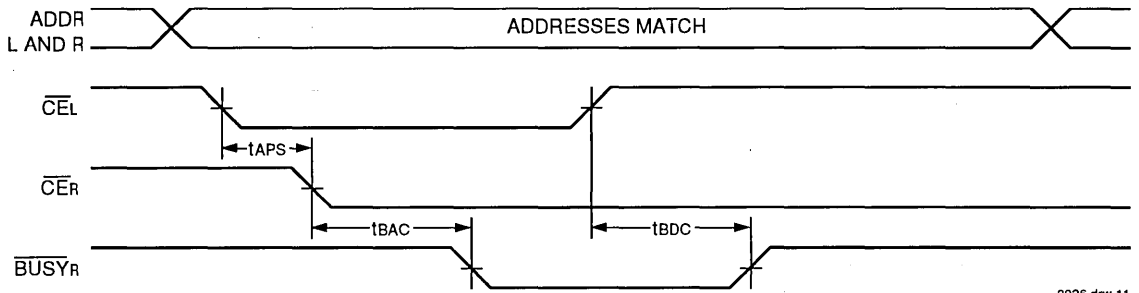 ADDR
L AND R
ADDRESSES MATCH
CEL
tAPS
CER
tBAC
tBDC
BUSYR